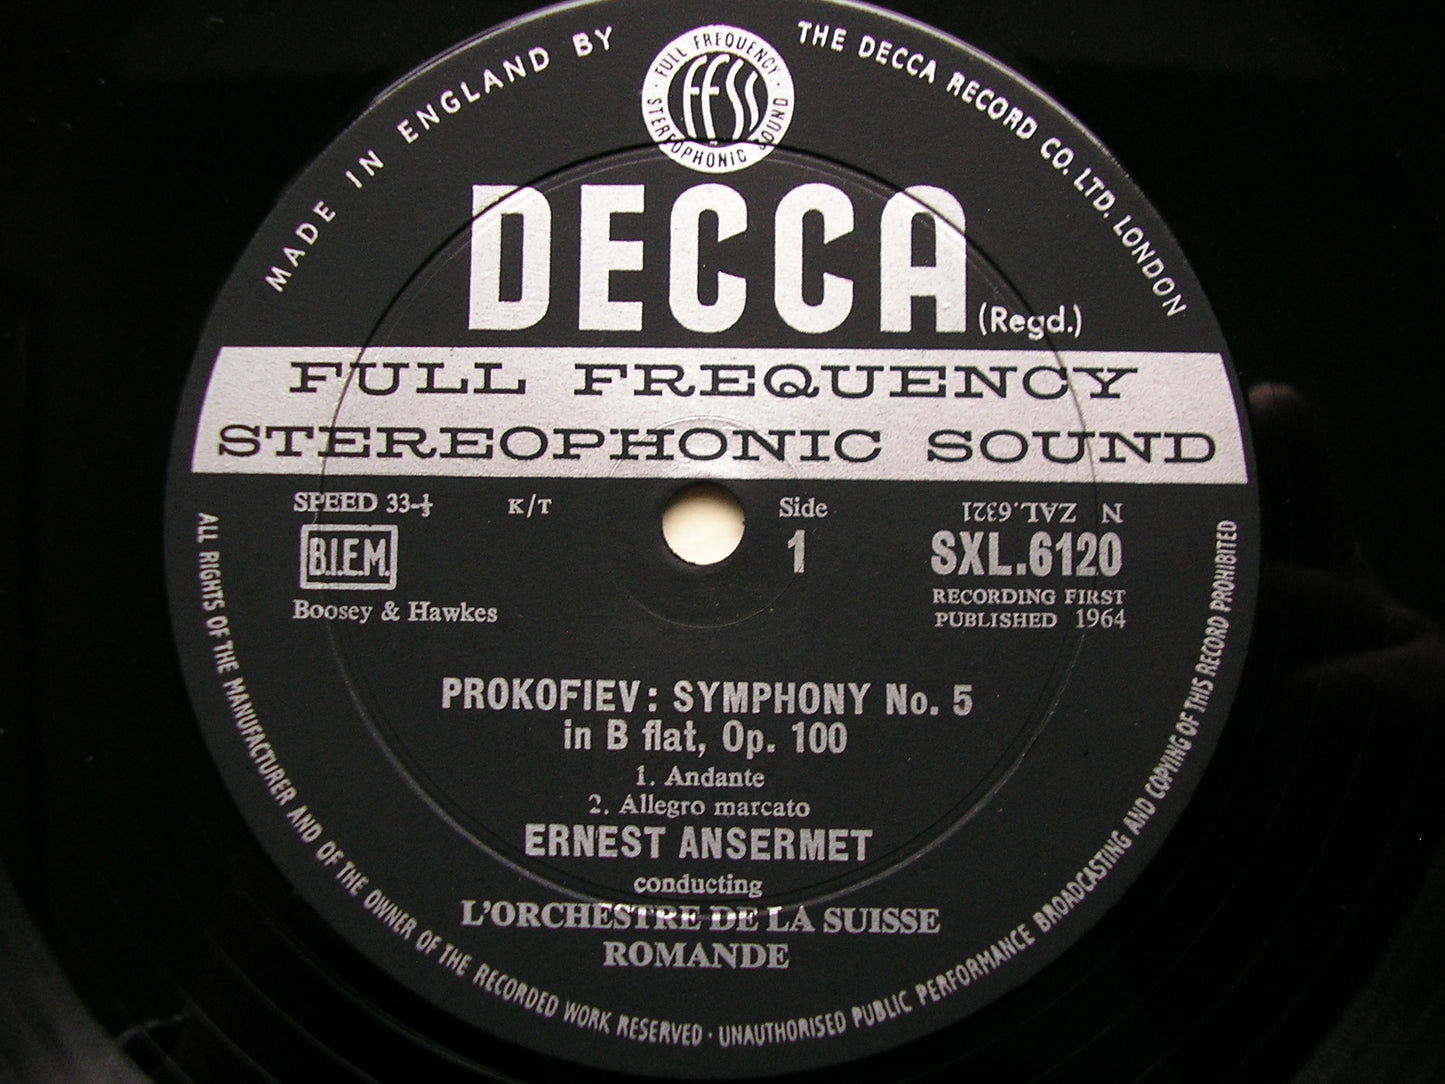 MADE IN ENGLAND BY
THE DECCA RECORD CO. LTD. LONDON
FULL FREQUENCY
FFSS
STEREOPHONIC SOUND
DECCA
(Regd.)
FULL FREQUENCY
STEREOPHONIC SOUND
SPEED 33-⅓ K/T
Side
1
ZAL.6321 N
B.I.E.M.
SXL.6120
Boosey & Hawkes
RECORDING FIRST
PUBLISHED 1964
PROKOFIEV: SYMPHONY No. 5
in B flat, Op. 100
1. Andante
2. Allegro marcato
ERNEST ANSERMET
conducting
L'ORCHESTRE DE LA SUISSE
ROMANDE
ALL RIGHTS OF THE MANUFACTURER AND OF THE OWNER OF THE RECORDED WORK RESERVED · UNAUTHORISED PUBLIC PERFORMANCE BROADCASTING AND COPYING OF THIS RECORD PROHIBITED